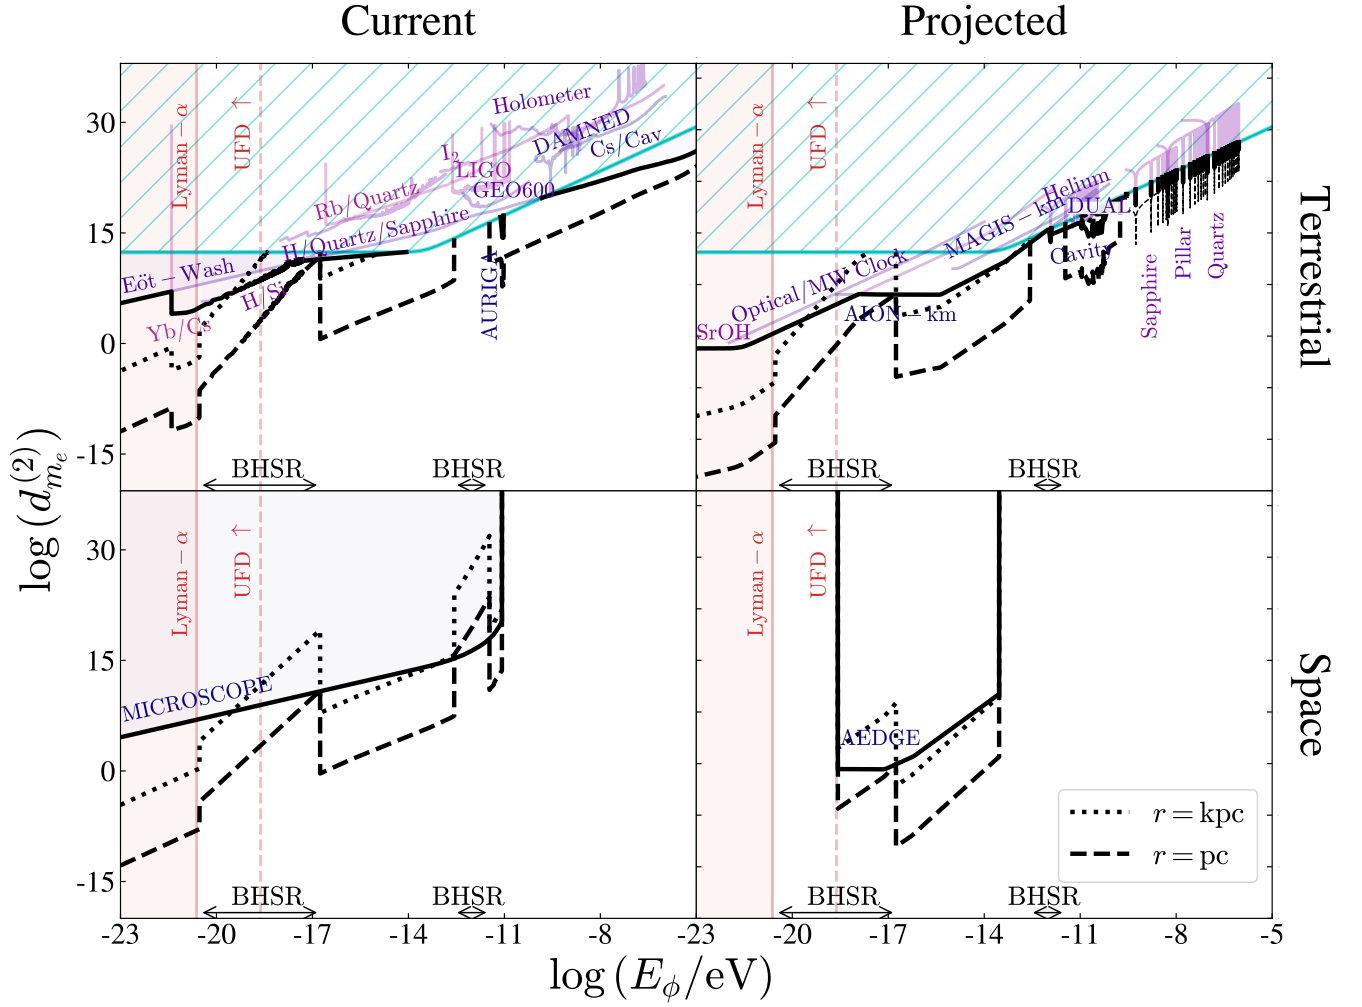 Current
Projected
Terrestrial
Space
log (d_{m_e}^{(2)})
log (E_ϕ/eV)
30
15
0
-15
Lyman − α
UFD ↑
Holometer
DAMNED
Cs/Cav
I₂
LIGO
GEO600
Rb/Quartz
H/Quartz/Sapphire
Eöt − Wash
H/Si
Yb/Cs
AURIGA
BHSR
BHSR
Lyman − α
UFD ↑
Helium
DUAL
MAGIS − km
Cavity
Optical/MW Clock
AION − km
SrOH
Sapphire
Pillar
Quartz
BHSR
BHSR
30
15
0
-15
Lyman − α
UFD ↑
MICROSCOPE
BHSR
BHSR
Lyman − α
UFD ↑
AEDGE
r = kpc
r = pc
BHSR
BHSR
-23
-20
-17
-14
-11
-8
-23
-20
-17
-14
-11
-8
-5